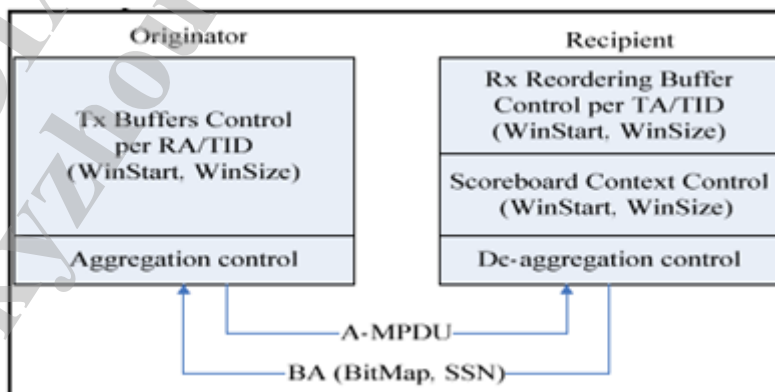 Originator
Tx Buffers Control
per RA/TID
(WinStart, WinSize)
Aggregation control
Recipient
Rx Reordering Buffer
Control per TA/TID
(WinStart, WinSize)
Scoreboard Context Control
(WinStart, WinSize)
De-aggregation control
A-MPDU
BA (BitMap, SSN)